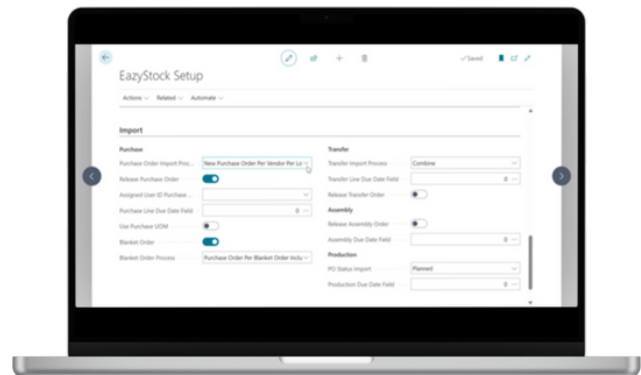 Saved
EazyStock Setup
Actions Related Automate
Import
Purchase
Purchase Order Import Proc... New Purchase Order Per Vendor Per Lo
Release Purchase Order
Assigned User ID Purchase ...
Purchase Line Due Date Field 0 ...
Use Purchase UOM
Blanket Order
Blanket Order Process Purchase Order Per Blanket Order Inclu
Transfer
Transfer Import Process Combine
Transfer Line Due Date Field 0 ...
Release Transfer Order
Assembly
Release Assembly Order
Assembly Due Date Field 0 ...
Production
PO Status Import Planned
Production Due Date Field 0 ...